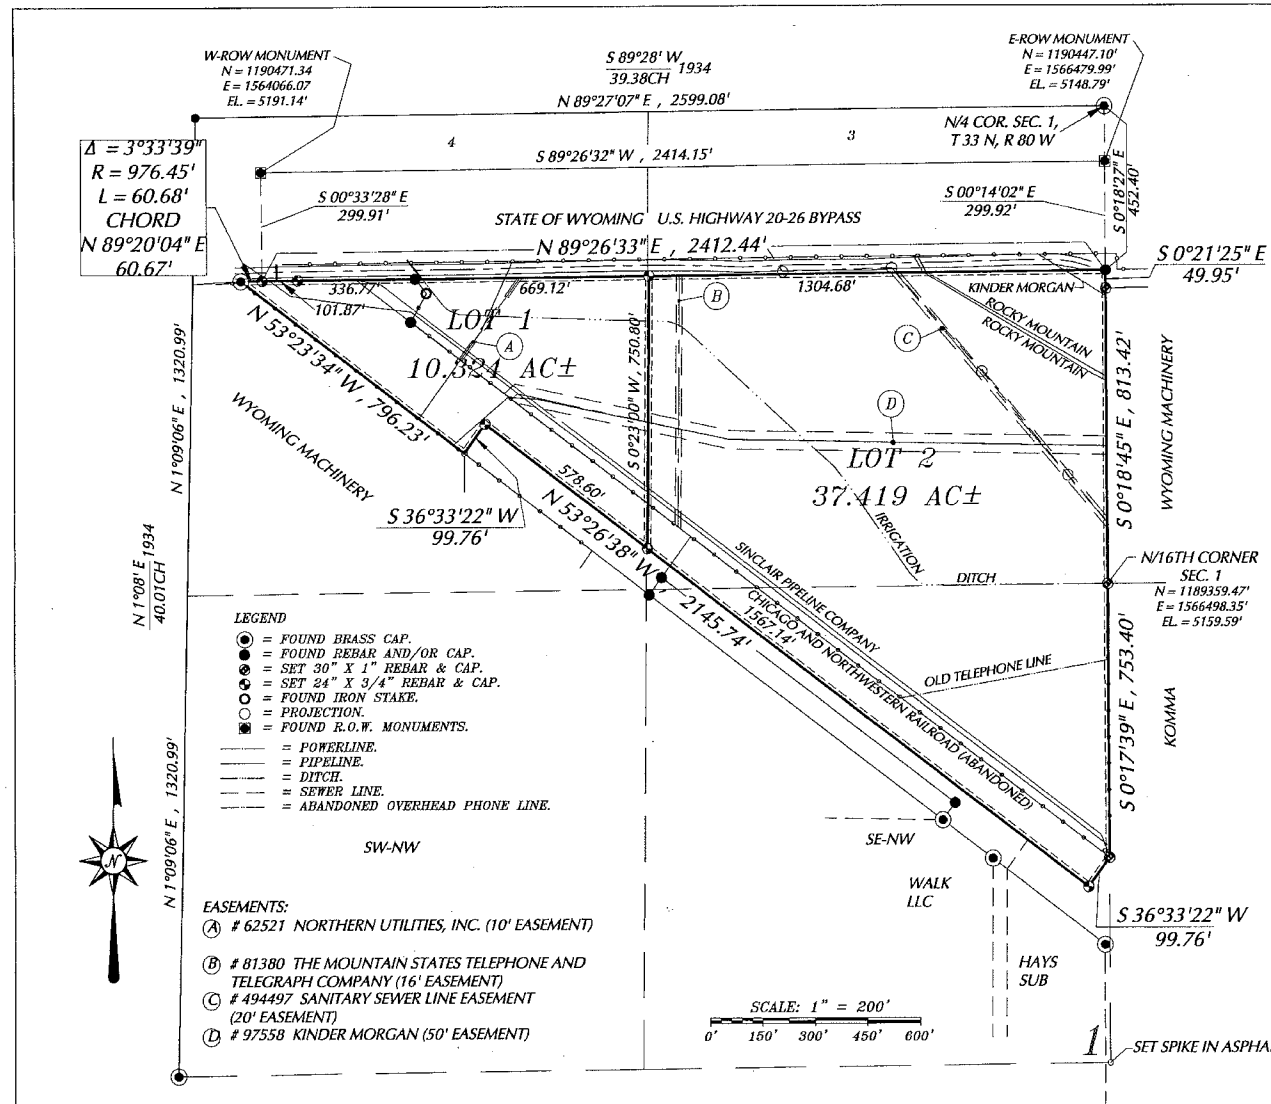 W-ROW MONUMENT
N = 1190471.34
E = 1564066.07
EL. = 5191.14'
S 89°28' W
39.38CH
1934
N 89°27'07" E , 2599.08'
E-ROW MONUMENT
N = 1190447.10'
E = 1566479.99'
EL. = 5148.79'
N/4 COR. SEC. 1,
T 33 N, R 80 W
4
3
S 89°26'32" W , 2414.15'
S 0°18'27" E
452.40'
Δ = 3°33'39"
R = 976.45'
L = 60.68'
CHORD
N 89°20'04" E
60.67'
S 00°33'28" E
299.91'
S 00°14'02" E
299.92'
STATE OF WYOMING U.S. HIGHWAY 20-26 BYPASS
N 89°26'33" E , 2412.44'
S 0°21'25" E
49.95'
1
336.77'
101.87'
669.12'
B
1304.68'
KINDER MORGAN
ROCKY MOUNTAIN
ROCKY MOUNTAIN
LOT 1
10.324 AC±
A
C
D
N 53°23'34" W , 796.23'
S 0°23'00" W , 750.80'
LOT 2
37.419 AC±
S 0°18'45" E , 813.42'
WYOMING MACHINERY
N 1°09'06" E , 1320.99'
WYOMING MACHINERY
S 36°33'22" W
99.76'
578.60'
N 53°26'38" W , 2145.74'
IRRIGATION
DITCH
N/16TH CORNER
SEC. 1
N = 1189359.47'
E = 1566498.35'
EL. = 5159.59'
N 1°08' E
40.01CH
1934
SINCLAIR PIPELINE COMPANY
CHICAGO AND NORTHWESTERN RAILROAD (ABANDONED)
1567.14'
OLD TELEPHONE LINE
S 0°17'39" E , 753.40'
KOMMA
LEGEND
= FOUND BRASS CAP.
= FOUND REBAR AND/OR CAP.
= SET 30" X 1" REBAR & CAP.
= SET 24" X 3/4" REBAR & CAP.
= FOUND IRON STAKE.
= PROJECTION.
= FOUND R.O.W. MONUMENTS.
= POWERLINE.
= PIPELINE.
= DITCH.
= SEWER LINE.
= ABANDONED OVERHEAD PHONE LINE.
N 1°09'06" E , 1320.99'
N
SW-NW
SE-NW
WALK
LLC
HAYS
SUB
S 36°33'22" W
99.76'
EASEMENTS:
A # 62521 NORTHERN UTILITIES, INC. (10' EASEMENT)
B # 81380 THE MOUNTAIN STATES TELEPHONE AND
TELEGRAPH COMPANY (16' EASEMENT)
C # 494497 SANITARY SEWER LINE EASEMENT
(20' EASEMENT)
D # 97558 KINDER MORGAN (50' EASEMENT)
SCALE: 1" = 200'
0' 150' 300' 450' 600'
1
SET SPIKE IN ASPHA